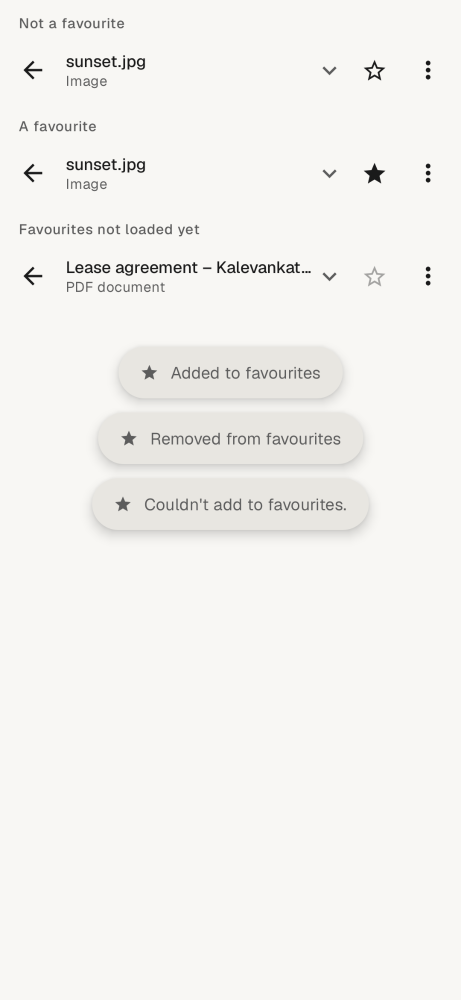 Not a favourite
sunset.jpg
Image
A favourite
sunset.jpg
Image
Favourites not loaded yet
Lease agreement – Kalevankat...
PDF document
Added to favourites
Removed from favourites
Couldn't add to favourites.